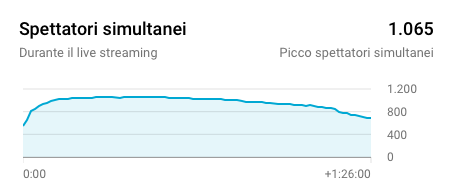 Spettatori simultanei
1.065
Durante il live streaming
Picco spettatori simultanei
1.200
800
400
0
0:00
+1:26:00